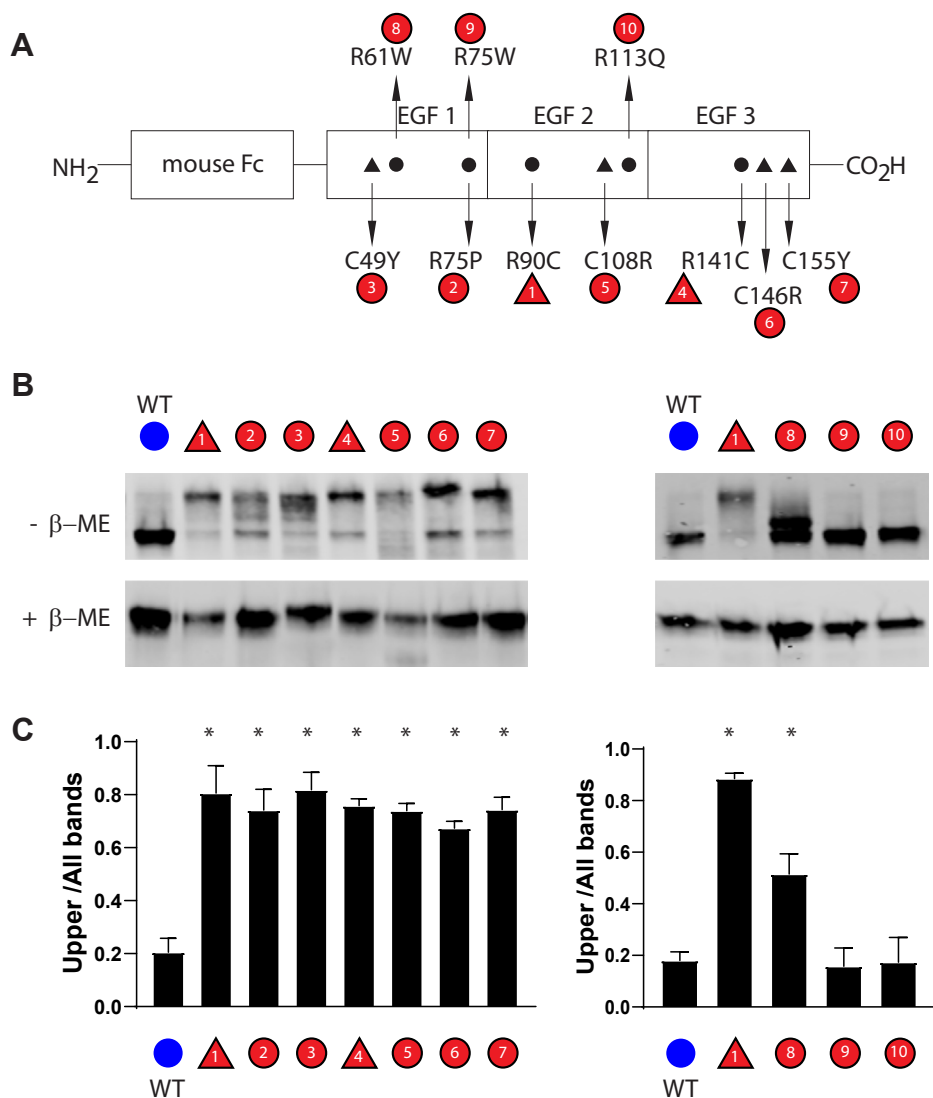 A
8 9 10
R61W R75W R113Q
EGF 1 EGF 2 EGF 3
NH2 mouse Fc CO2H
C49Y R75P R90C C108R R141C C155Y
3 2 1 5 4 C146R 7
6
B
WT WT
1 2 3 4 5 6 7 1 8 9 10
- β-ME
+ β-ME
C
* * * * * * * * *
Upper /All bands
1.0
0.8
0.6
0.4
0.2
0.0
Upper /All bands
1.0
0.8
0.6
0.4
0.2
0.0
1 2 3 4 5 6 7 1 8 9 10
WT WT